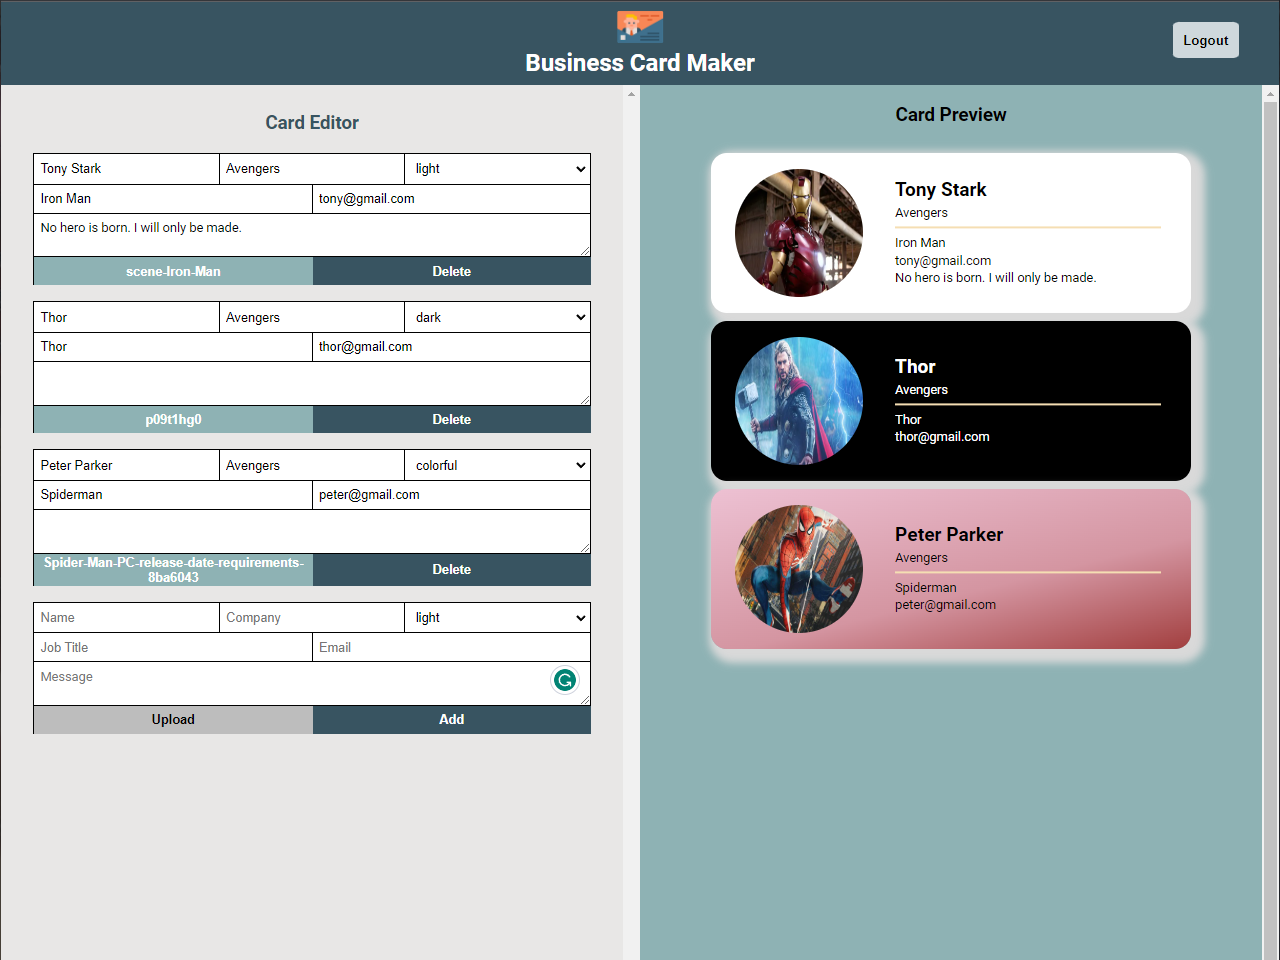 Business Card Maker
Logout
Card Editor
Tony Stark
Avengers
light
Iron Man
tony@gmail.com
No hero is born. I will only be made.
scene-Iron-Man
Delete
Thor
Avengers
dark
Thor
thor@gmail.com
p09t1hg0
Delete
Peter Parker
Avengers
colorful
Spiderman
peter@gmail.com
Spider-Man-PC-release-date-requirements-
8ba6043
Delete
Name
Company
light
Job Title
Email
Message
Upload
Add
Card Preview
Tony Stark
Avengers
Iron Man
tony@gmail.com
No hero is born. I will only be made.
Thor
Avengers
Thor
thor@gmail.com
Peter Parker
Avengers
Spiderman
peter@gmail.com